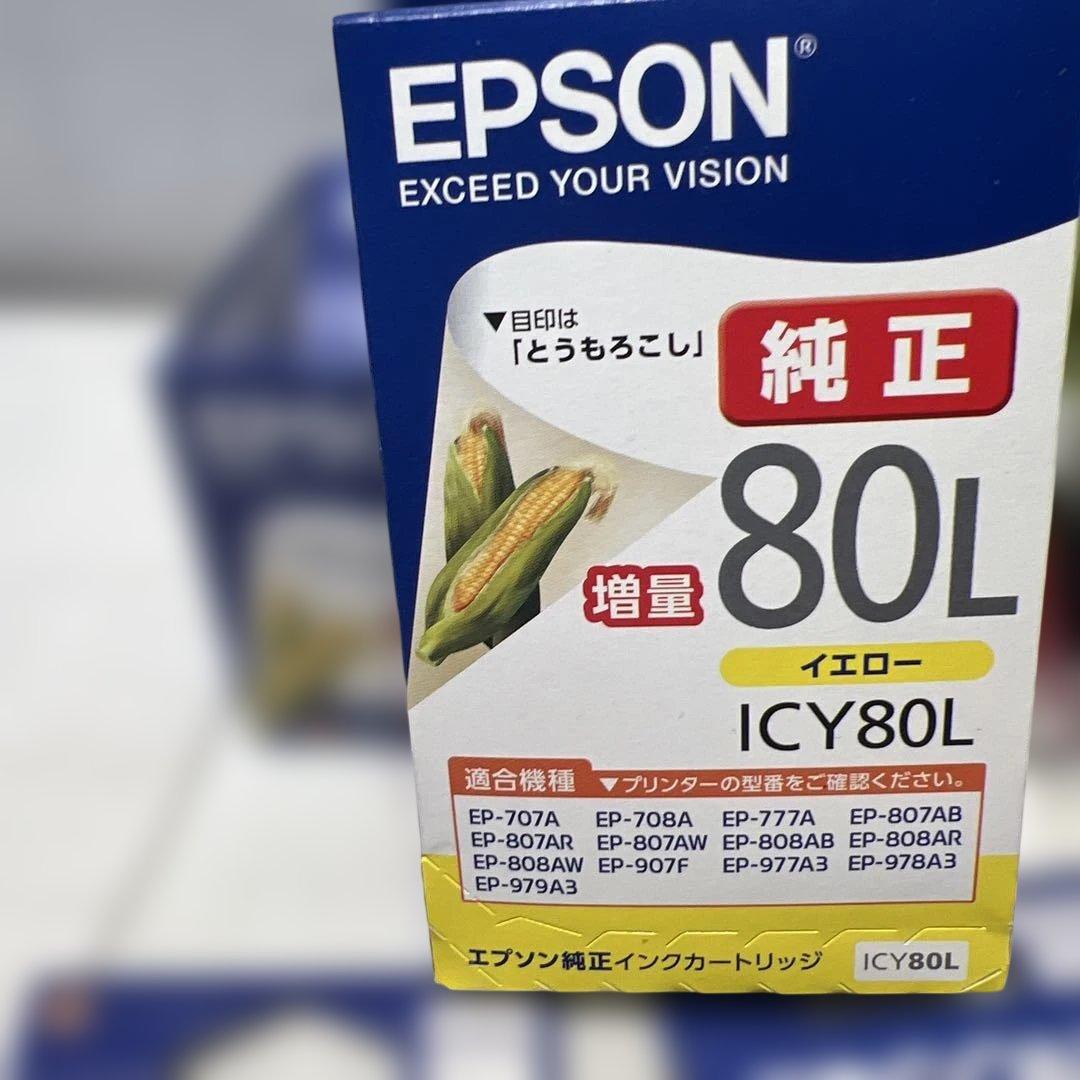 EPSON®
EXCEED YOUR VISION
▼目印は
「とうもろこし」
純正
増量
80L
イエロー
ICY80L
適合機種 ▼プリンターの型番をご確認ください。
EP-707A EP-708A EP-777A EP-807AB
EP-807AR EP-807AW EP-808AB EP-808AR
EP-808AW EP-907F EP-977A3 EP-978A3
EP-979A3
エプソン純正インクカートリッジ ICY80L